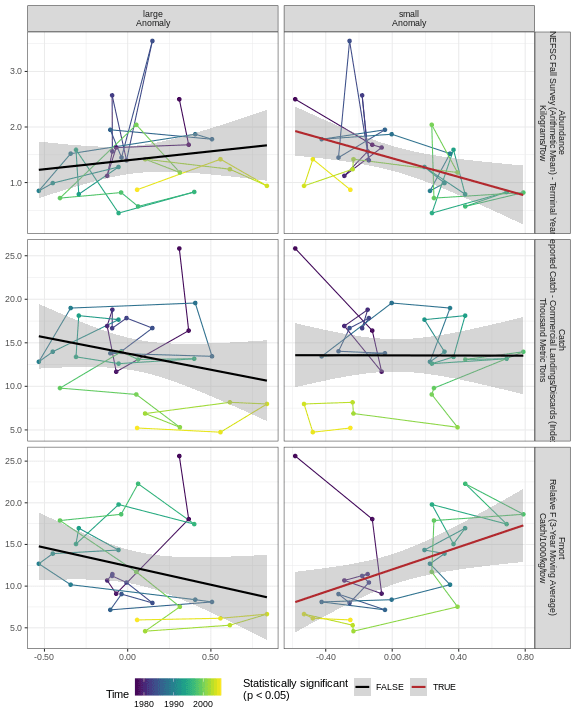 large
Anomaly
small
Anomaly
3.0
2.0
1.0
Abundance
NEFSC Fall Survey (Arithmetic Mean) - Terminal Year
Kilograms/tow
25.0
20.0
15.0
10.0
5.0
Catch
eported Catch - Commercial Landings/Discards (Inde
Thousand Metric Tons
25.0
20.0
15.0
10.0
5.0
Fmort
Relative F (3-Year Moving Average)
Catch/1000/kg/tow
-0.50
0.00
0.50
-0.40
0.00
0.40
0.80
Time
1980
1990
2000
Statistically significant
(p < 0.05)
FALSE
TRUE